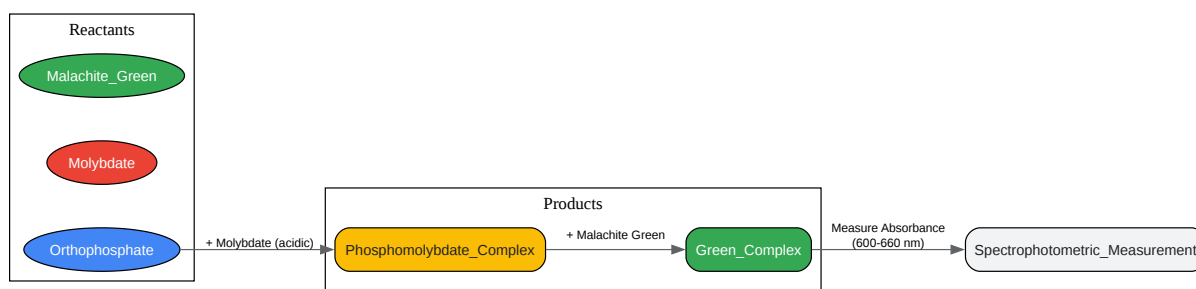 Reactants
Malachite_Green
Molybdate
Orthophosphate
+ Molybdate (acidic)
Products
Phosphomolybdate_Complex
+ Malachite Green
Green_Complex
Measure Absorbance
(600-660 nm)
Spectrophotometric_Measurement